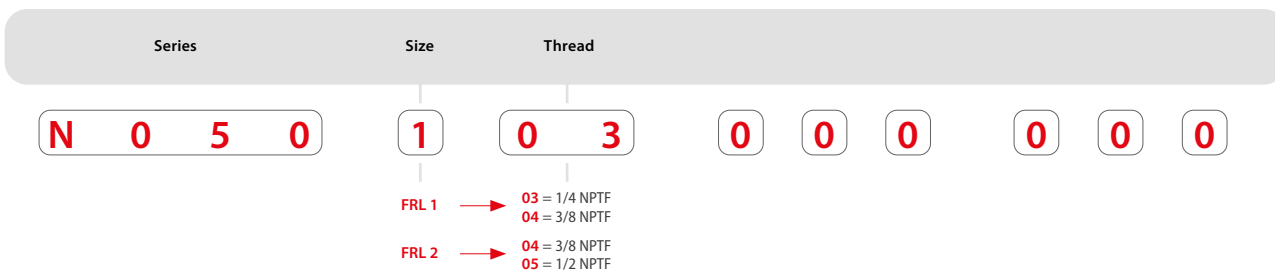 Series Size Thread
N 0 5 0 1 0 3 0 0 0 0 0 0
FRL 1 03 = 1/4 NPTF
04 = 3/8 NPTF
FRL 2 04 = 3/8 NPTF
05 = 1/2 NPTF